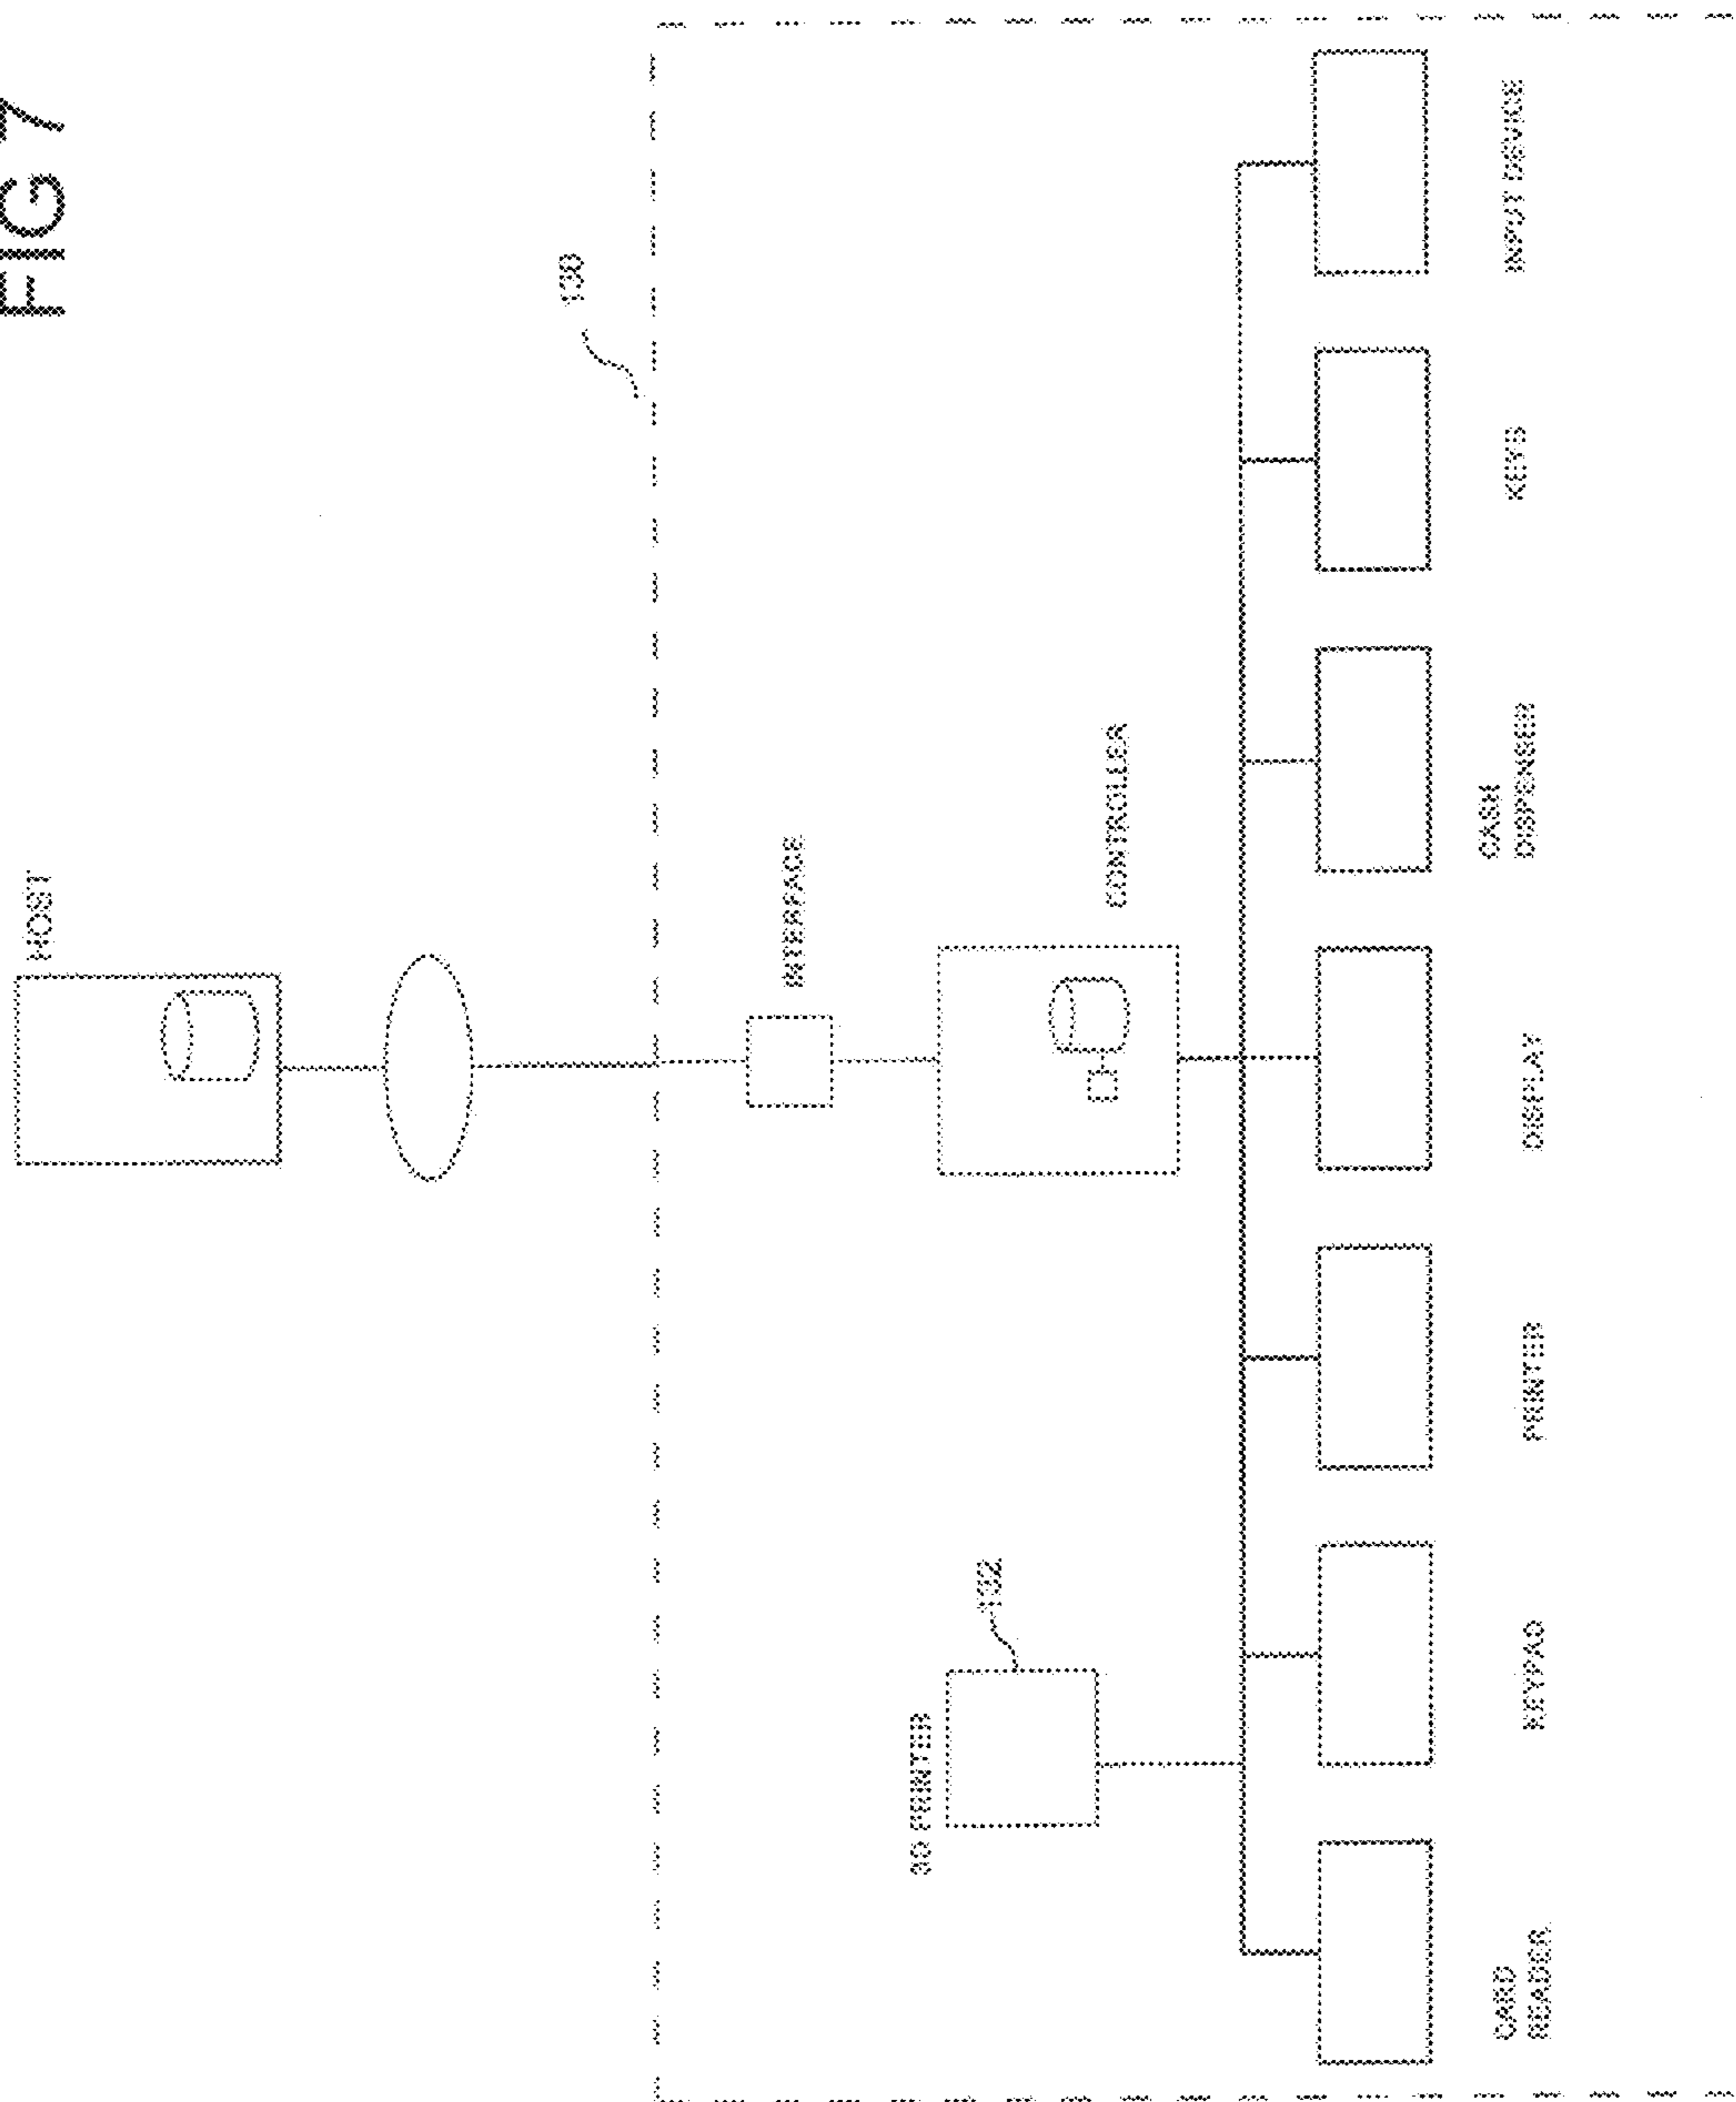 FIG 7
HOST
130
INTERFACE
CONTROLLER
3D PRINTER
132
CARD
READER
KEYPAD
PRINTER
DISPLAY
CASH
DISPENSER
KEYS
INPUT DEVICE